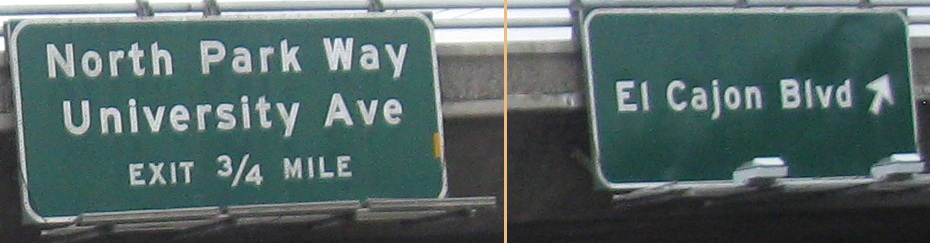 North Park Way
University Ave
EXIT 3/4 MILE
El Cajon Blvd